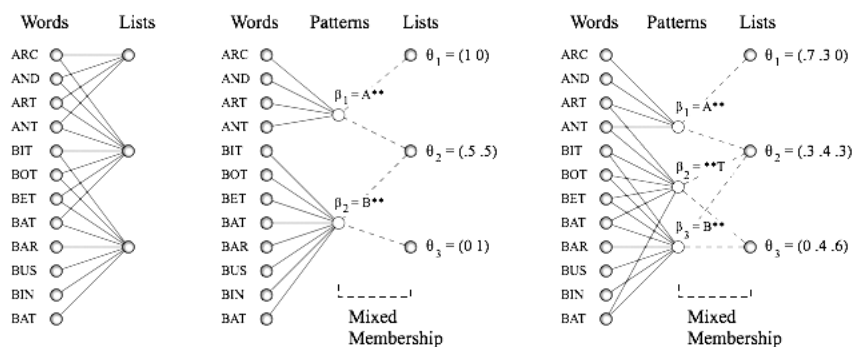 Words Lists
ARC
AND
ART
ANT
BIT
BOT
BET
BAT
BAR
BUS
BIN
BAT
Words Patterns Lists
ARC
AND
ART
ANT
BIT
BOT
BET
BAT
BAR
BUS
BIN
BAT
β1 = A**
β2 = B**
θ1 = (1 0)
θ2 = (.5 .5)
θ3 = (0 1)
Mixed
Membership
Words Patterns Lists
ARC
AND
ART
ANT
BIT
BOT
BET
BAT
BAR
BUS
BIN
BAT
β1 = A**
β2 = **T
β3 = B**
θ1 = (.7 .3 0)
θ2 = (.3 .4 .3)
θ3 = (0 .4 .6)
Mixed
Membership